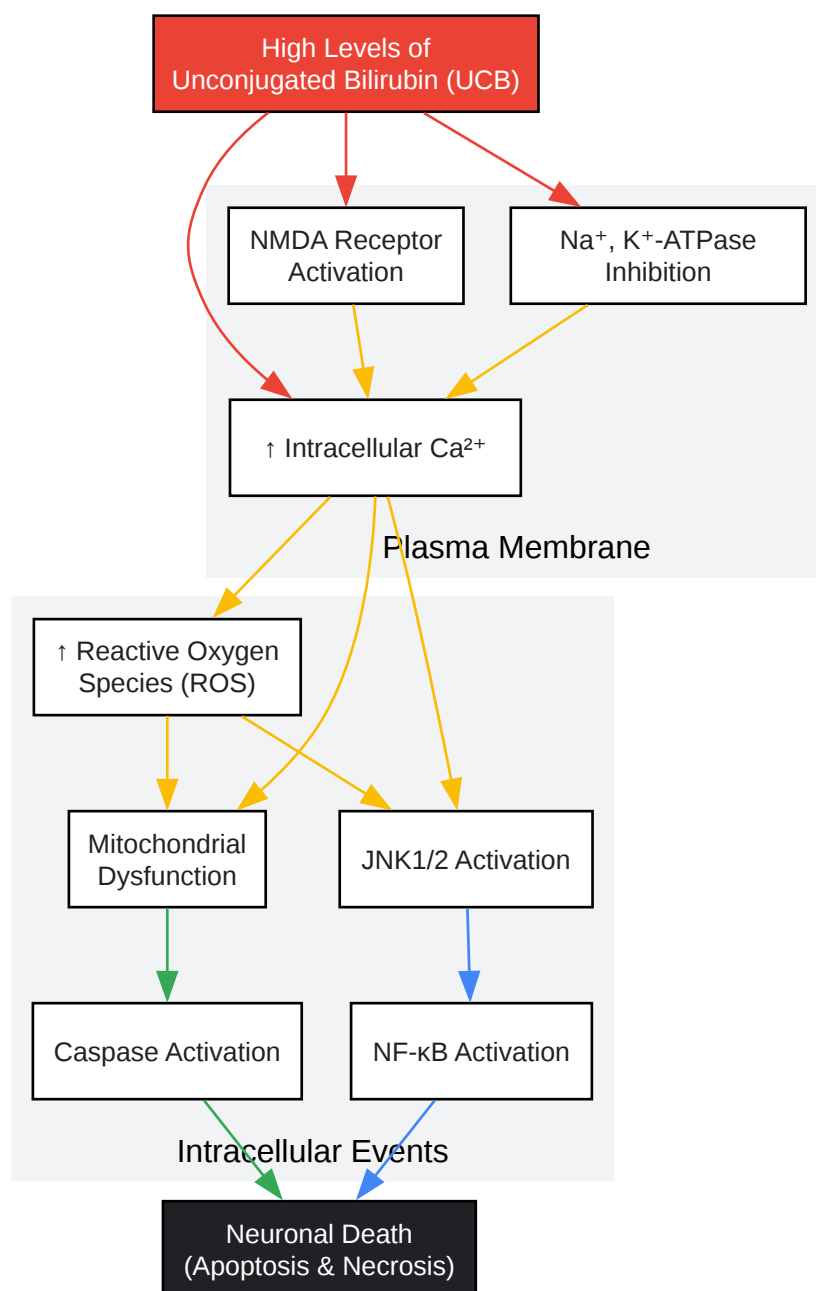 High Levels of
Unconjugated Bilirubin (UCB)
NMDA Receptor
Activation
Na⁺, K⁺-ATPase
Inhibition
↑ Intracellular Ca²⁺
Plasma Membrane
↑ Reactive Oxygen
Species (ROS)
Mitochondrial
Dysfunction
JNK1/2 Activation
Caspase Activation
NF-κB Activation
Intracellular Events
Neuronal Death
(Apoptosis & Necrosis)